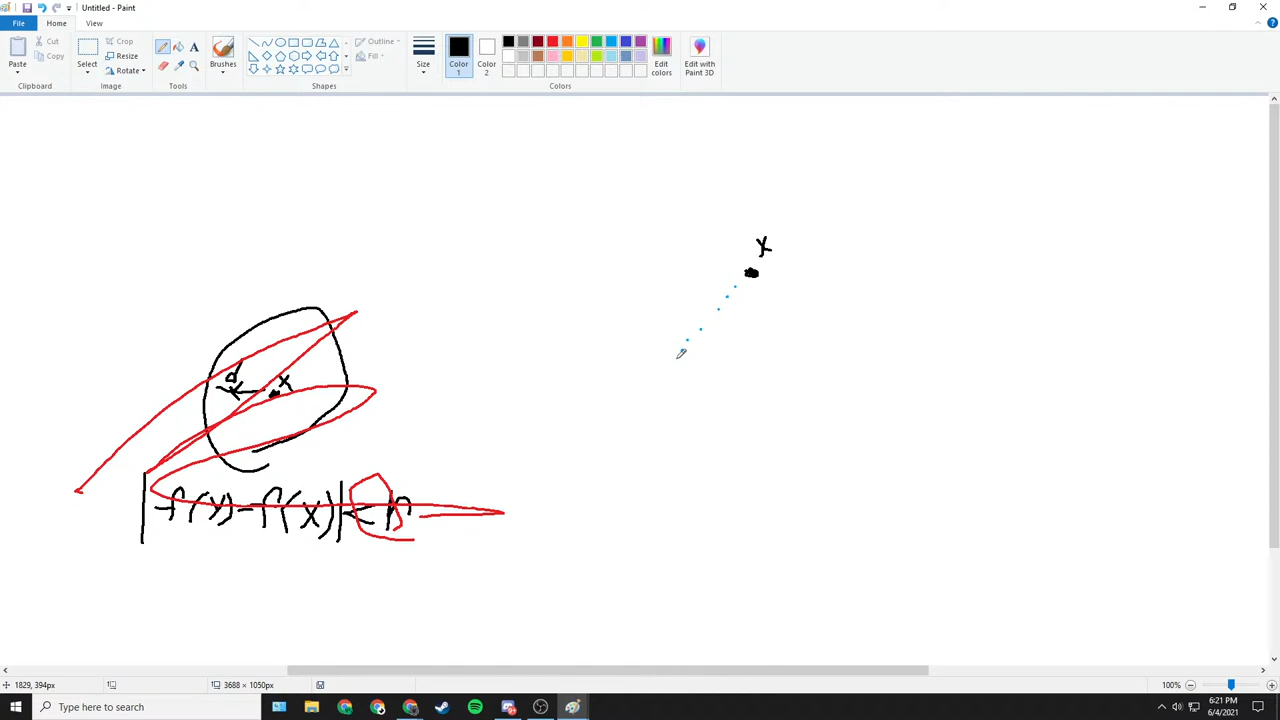 Untitled - Paint
File
Home
View
Paste
Cut
Copy
Clipboard
Select
Crop
Resize
Rotate
Image
A
Tools
Brushes
Outline
Fill
Shapes
Size
Color
1
Color
2
Edit
colors
Colors
Edit with
Paint 3D
x
x
|f(y)-f(x)|
1829, 394px
3688 × 1050px
100%
Type here to search
6:21 PM
6/4/2021